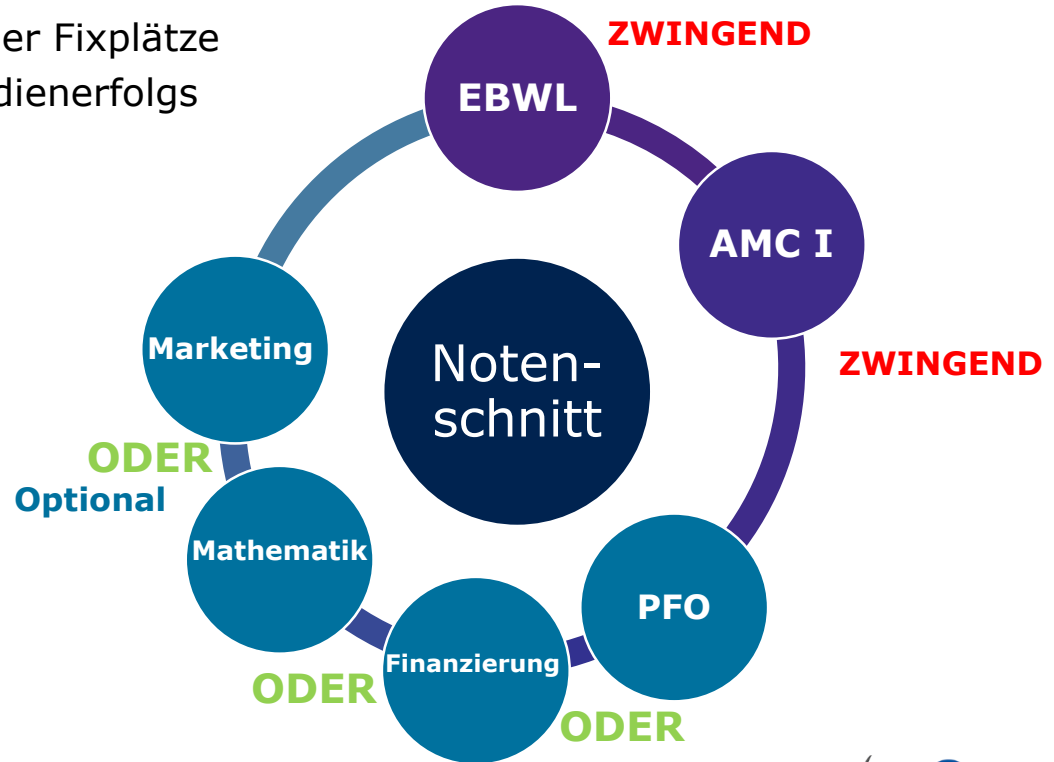 er Fixplätze
dienerfolgs
ZWINGEND
EBWL
AMC I
ZWINGEND
Noten-
schnitt
Marketing
ODER
Optional
Mathematik
PFO
Finanzierung
ODER
ODER